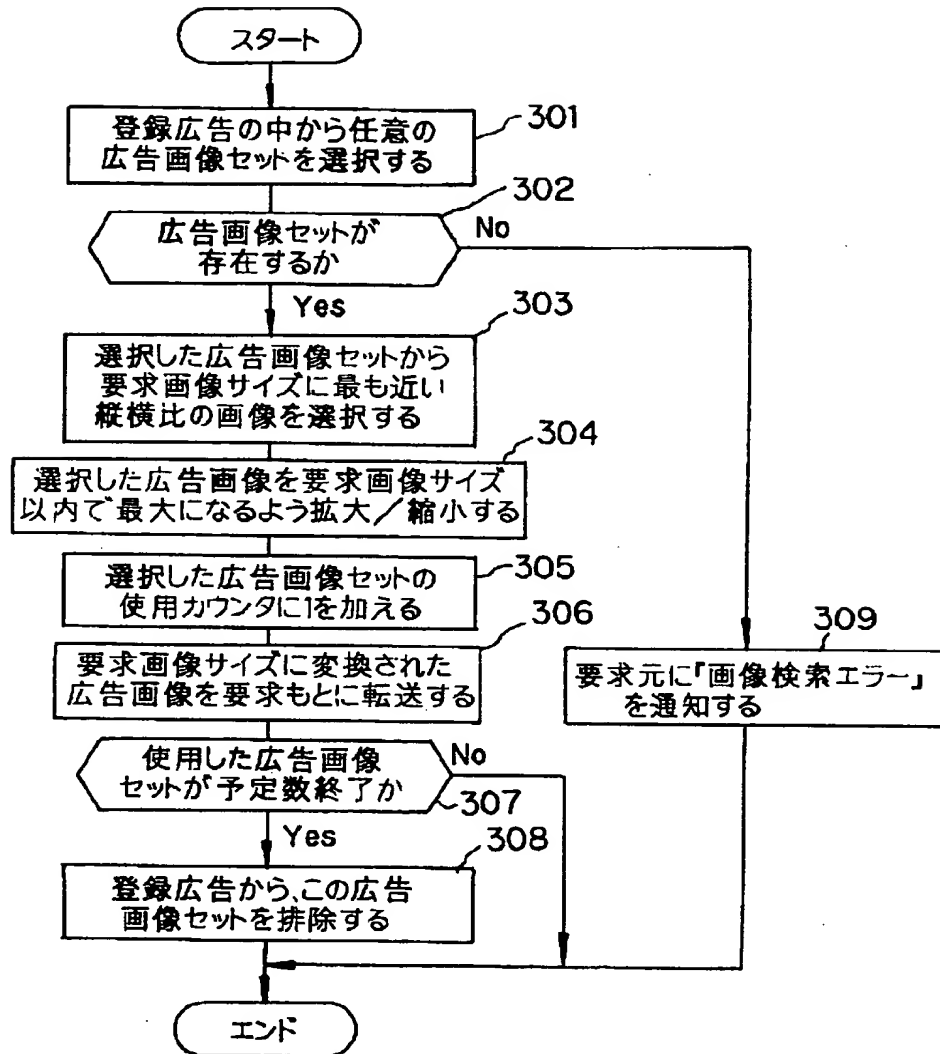 スタート
301
登録広告の中から任意の
広告画像セットを選択する
302
広告画像セットが
存在するか
No
Yes
303
選択した広告画像セットから
要求画像サイズに最も近い
縦横比の画像を選択する
304
選択した広告画像を要求画像サイズ
以内で最大になるよう拡大／縮小する
305
選択した広告画像セットの
使用カウンタに1を加える
306
要求画像サイズに変換された
広告画像を要求もとに転送する
309
要求元に『画像検索エラー』
を通知する
使用した広告画像
セットが予定数終了か
No
307
Yes
308
登録広告から、この広告
画像セットを排除する
エンド